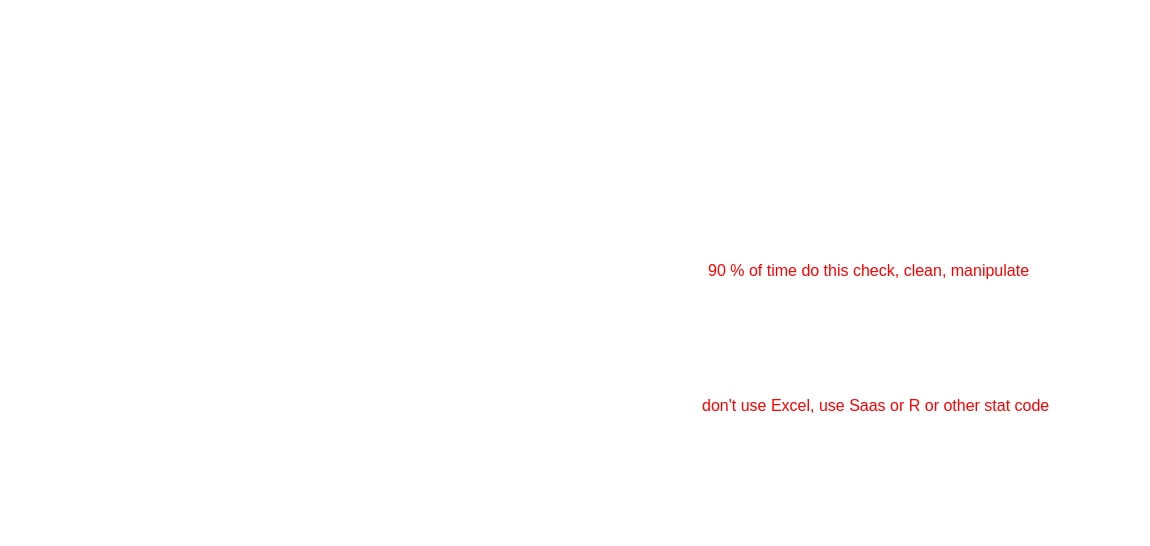 90 % of time do this check, clean, manipulate
don't use Excel, use Saas or R or other stat code